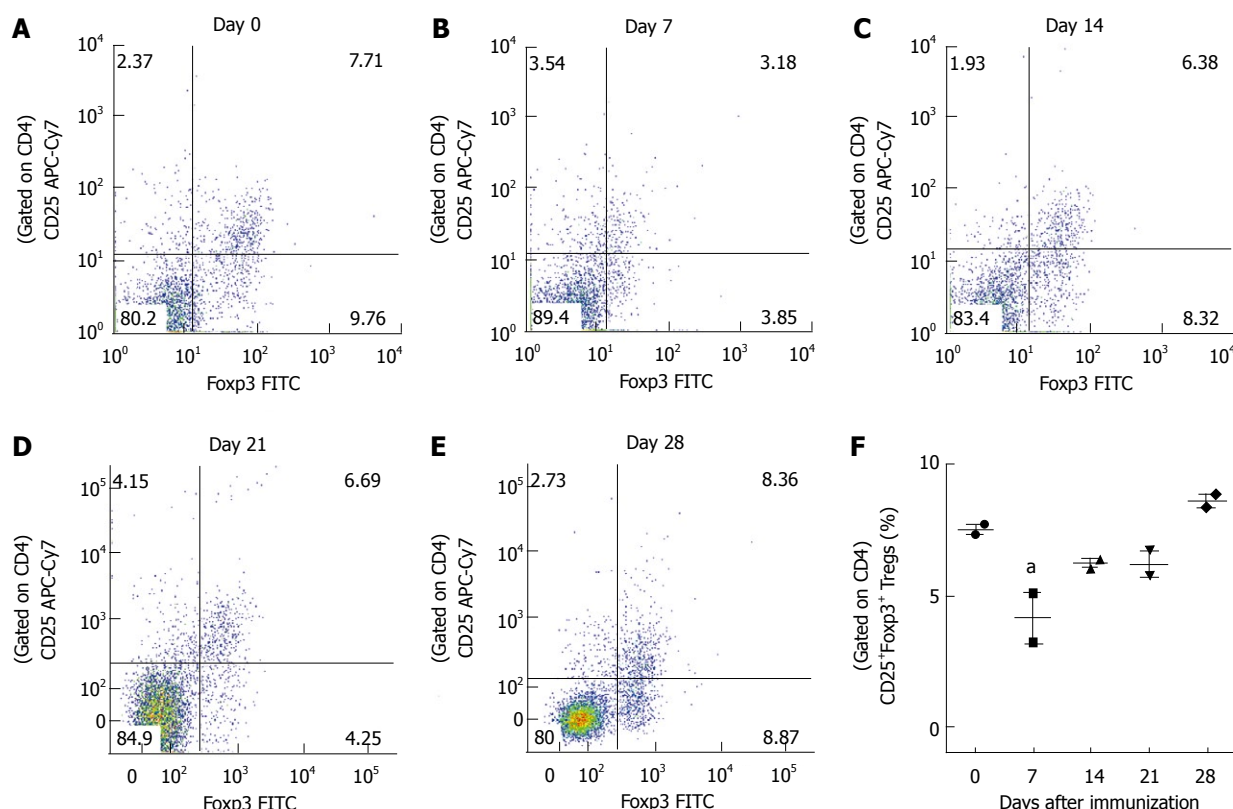 A
Day 0
10⁴
10³
10²
10¹
10⁰
(Gated on CD4)
CD25 APC-Cy7
2.37
7.71
80.2
9.76
10⁰ 10¹ 10² 10³ 10⁴
Foxp3 FITC
B
Day 7
10⁴
10³
10²
10¹
10⁰
(Gated on CD4)
CD25 APC-Cy7
3.54
3.18
89.4
3.85
10⁰ 10¹ 10² 10³ 10⁴
Foxp3 FITC
C
Day 14
10⁴
10³
10²
10¹
10⁰
(Gated on CD4)
CD25 APC-Cy7
1.93
6.38
83.4
8.32
10⁰ 10¹ 10² 10³ 10⁴
Foxp3 FITC
D
Day 21
10⁵
10⁴
10³
10²
0
(Gated on CD4)
CD25 APC-Cy7
4.15
6.69
84.9
4.25
0 10² 10³ 10⁴ 10⁵
Foxp3 FITC
E
Day 28
10⁵
10⁴
10³
10²
0
(Gated on CD4)
CD25 APC-Cy7
2.73
8.36
80
8.87
0 10² 10³ 10⁴ 10⁵
Foxp3 FITC
F
10
5
0
(Gated on CD4)
CD25⁺Foxp3⁺ Tregs (%)
a
0 7 14 21 28
Days after immunization